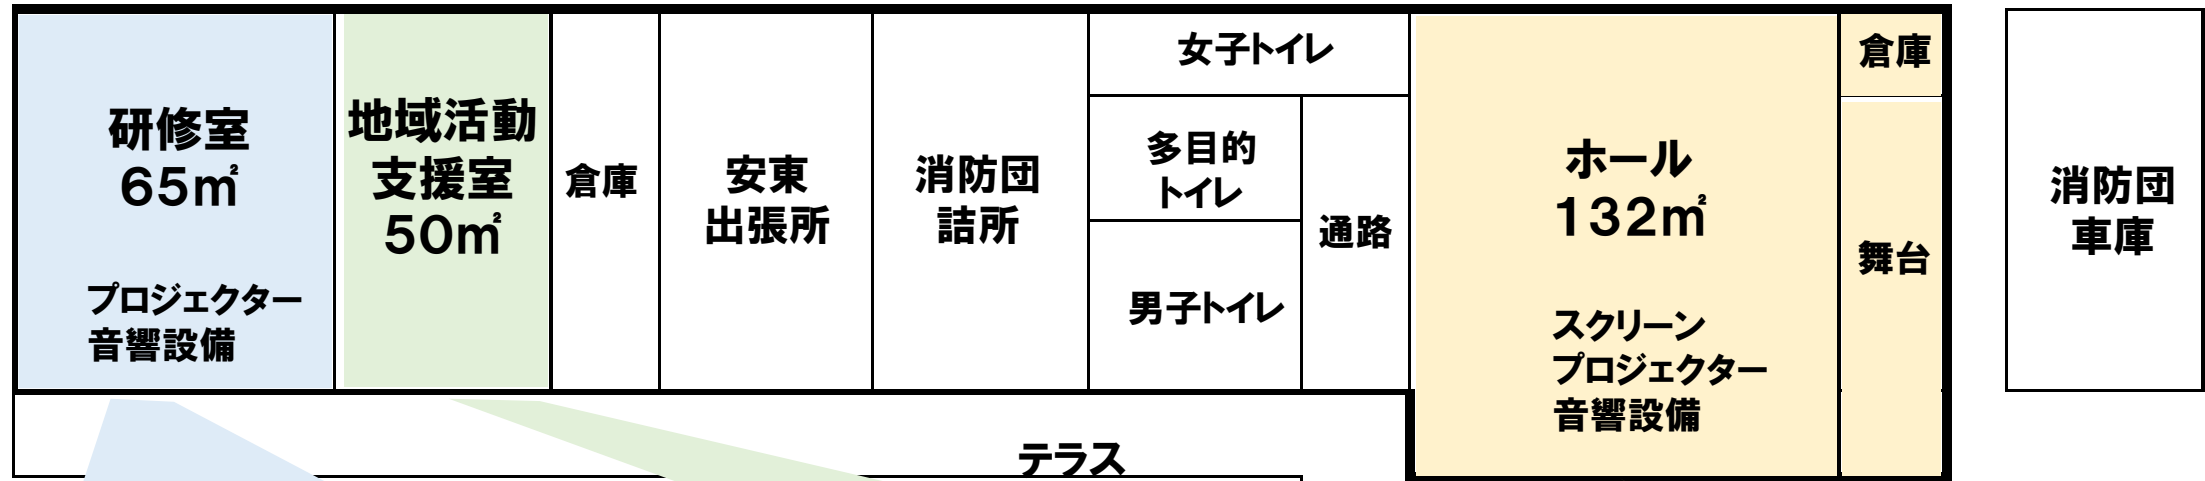 研修室
65㎡
プロジェクター
音響設備
地域活動
支援室
50㎡
倉庫
安東
出張所
消防団
詰所
女子トイレ
多目的
トイレ
男子トイレ
通路
ホール
132㎡
スクリーン
プロジェクター
音響設備
倉庫
舞台
消防団
車庫
テラス